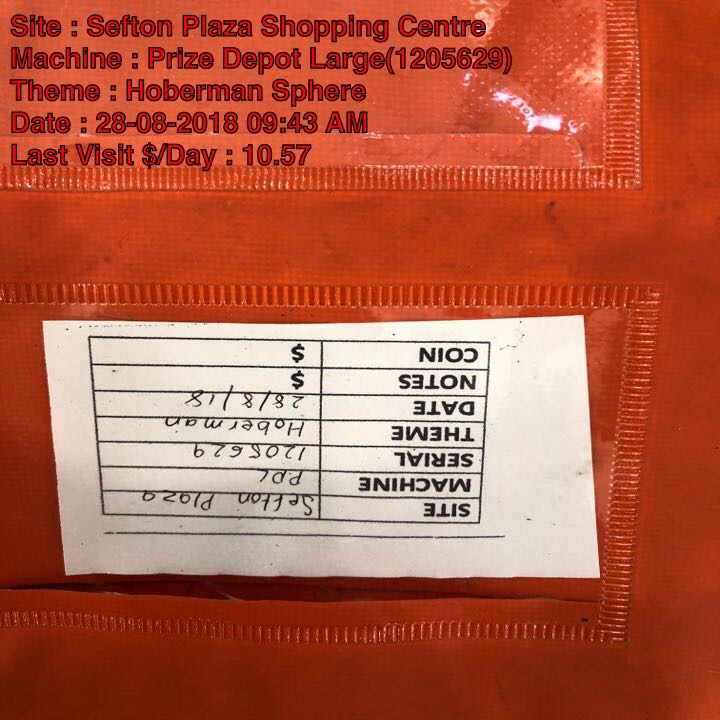 Site : Sefton Plaza Shopping Centre
Machine : Prize Depot Large(1205629)
Theme : Hoberman Sphere
Date : 28-08-2018 09:43 AM
Last Visit $/Day : 10.57
SITE Sefton Plaza
MACHINE PDL
SERIAL 1205629
THEME Hoberman
DATE 28/8/18
NOTES $
COIN $